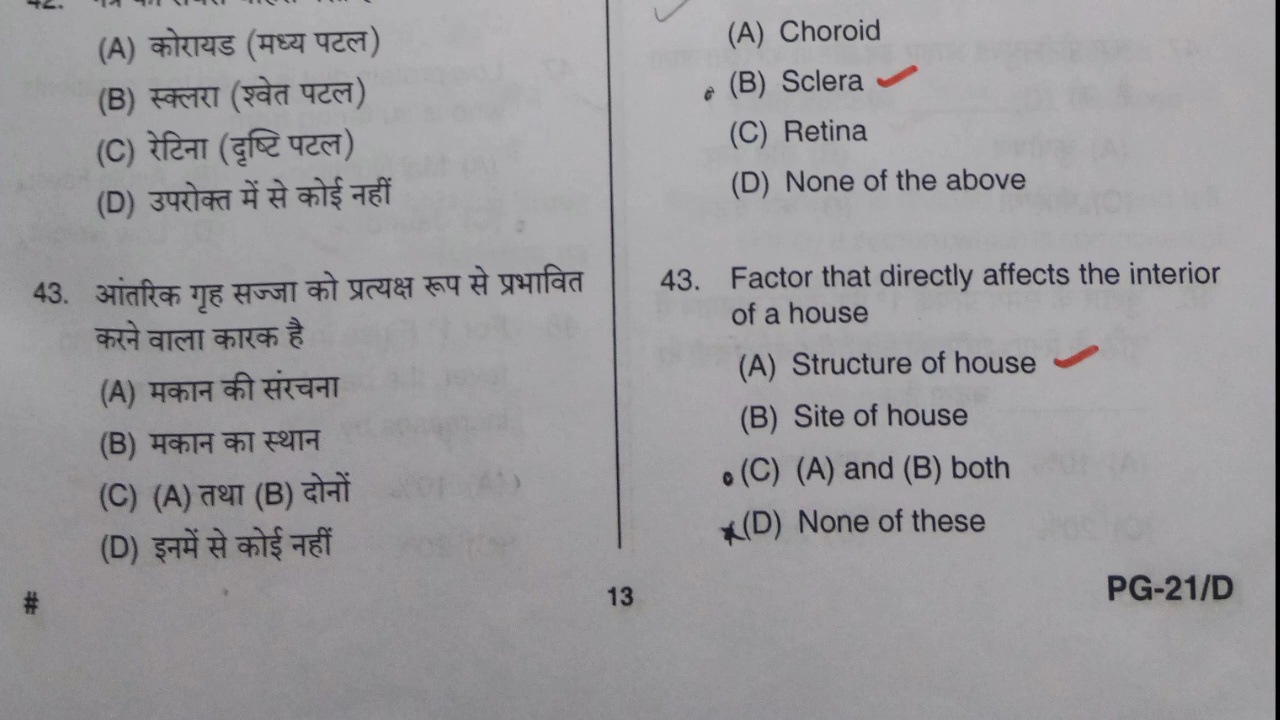 42.
(A) कोरायड (मध्य पटल)
(B) स्क्लेरा (श्वेत पटल)
(C) रेटिना (दृष्टि पटल)
(D) उपरोक्त में से कोई नहीं
43. आंतरिक गृह सज्जा को प्रत्यक्ष रूप से प्रभावित
करने वाला कारक है
(A) मकान की संरचना
(B) मकान का स्थान
(C) (A) तथा (B) दोनों
(D) इनमें से कोई नहीं
(A) Choroid
(B) Sclera
(C) Retina
(D) None of the above
43. Factor that directly affects the interior
of a house
(A) Structure of house
(B) Site of house
(C) (A) and (B) both
(D) None of these
#
13
PG-21/D